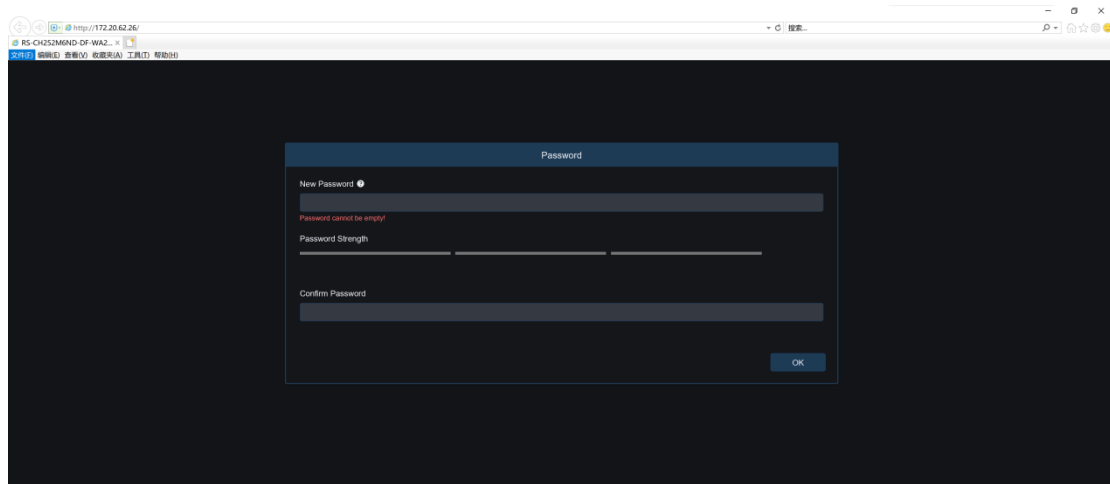 http://172.20.62.26/
搜索...
RS-CH252M6ND-DF-WA2... ×
文件(F) 编辑(E) 查看(V) 收藏夹(A) 工具(T) 帮助(H)
Password
New Password
Password cannot be empty!
Password Strength
Confirm Password
OK